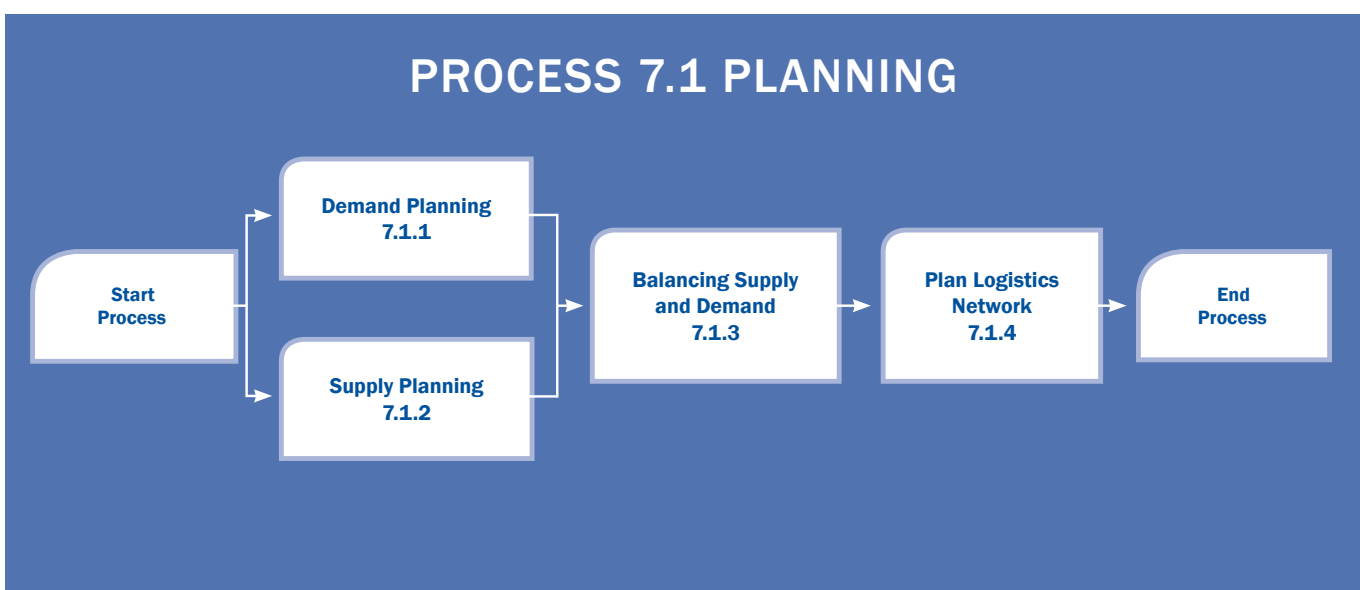 PROCESS 7.1 PLANNING
Start
Process
Demand Planning
7.1.1
Supply Planning
7.1.2
Balancing Supply
and Demand
7.1.3
Plan Logistics
Network
7.1.4
End
Process